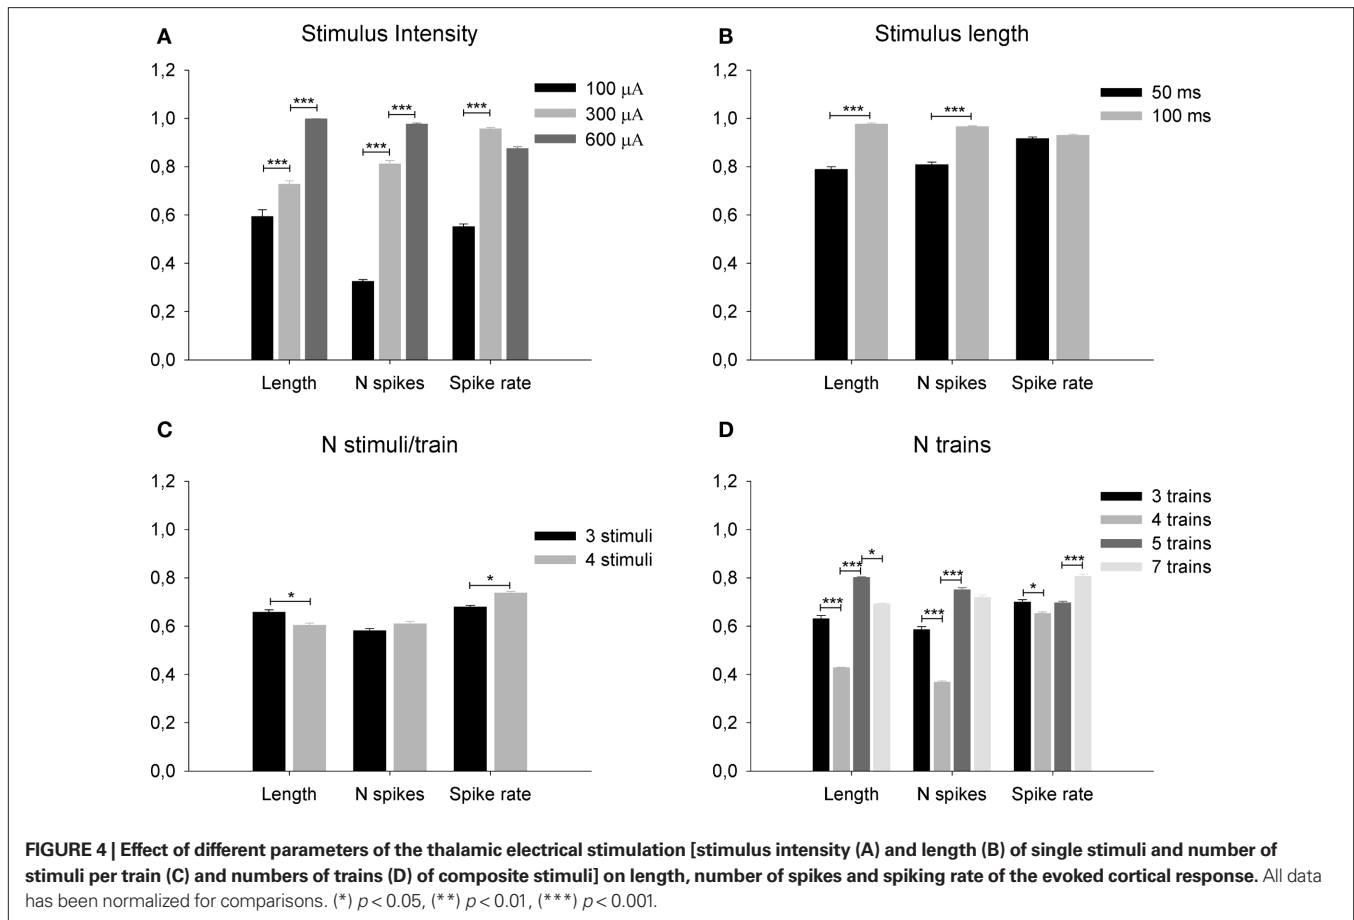 A
Stimulus Intensity
1,2
1,0
0,8
0,6
0,4
0,2
0,0
***
***
***
***
***
100 μA
300 μA
600 μA
Length
N spikes
Spike rate
B
Stimulus length
1,2
1,0
0,8
0,6
0,4
0,2
0,0
***
***
50 ms
100 ms
Length
N spikes
Spike rate
C
N stimuli/train
1,2
1,0
0,8
0,6
0,4
0,2
0,0
*
*
3 stimuli
4 stimuli
Length
N spikes
Spike rate
D
N trains
1,2
1,0
0,8
0,6
0,4
0,2
0,0
***
***
*
***
***
*
***
3 trains
4 trains
5 trains
7 trains
Length
N spikes
Spike rate
FIGURE 4 | Effect of different parameters of the thalamic electrical stimulation [stimulus intensity (A) and length (B) of single stimuli and number of
stimuli per train (C) and numbers of trains (D) of composite stimuli] on length, number of spikes and spiking rate of the evoked cortical response. All data
has been normalized for comparisons. (*) p < 0.05, (**) p < 0.01, (***) p < 0.001.